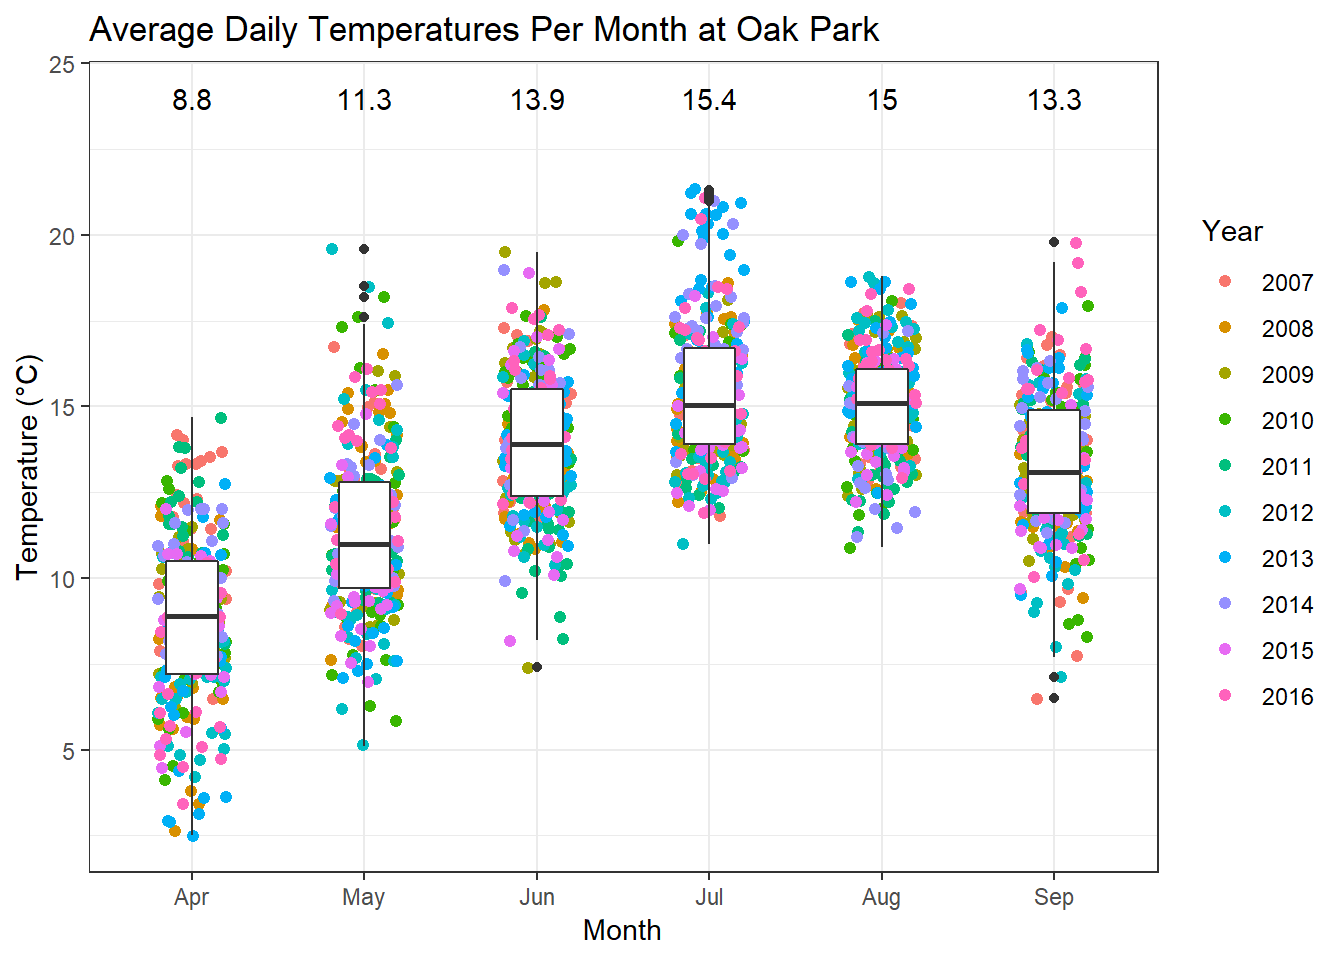 Average Daily Temperatures Per Month at Oak Park
25
8.8 11.3 13.9 15.4 15 13.3
20
15
10
5
Temperature (°C)
Apr May Jun Jul Aug Sep
Month
Year
2007
2008
2009
2010
2011
2012
2013
2014
2015
2016